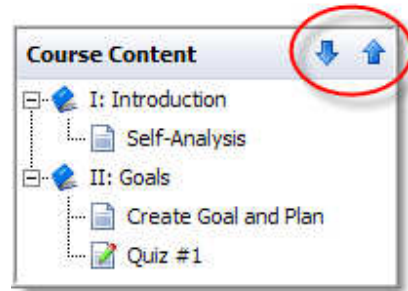 Course Content
I: Introduction
Self-Analysis
II: Goals
Create Goal and Plan
Quiz #1